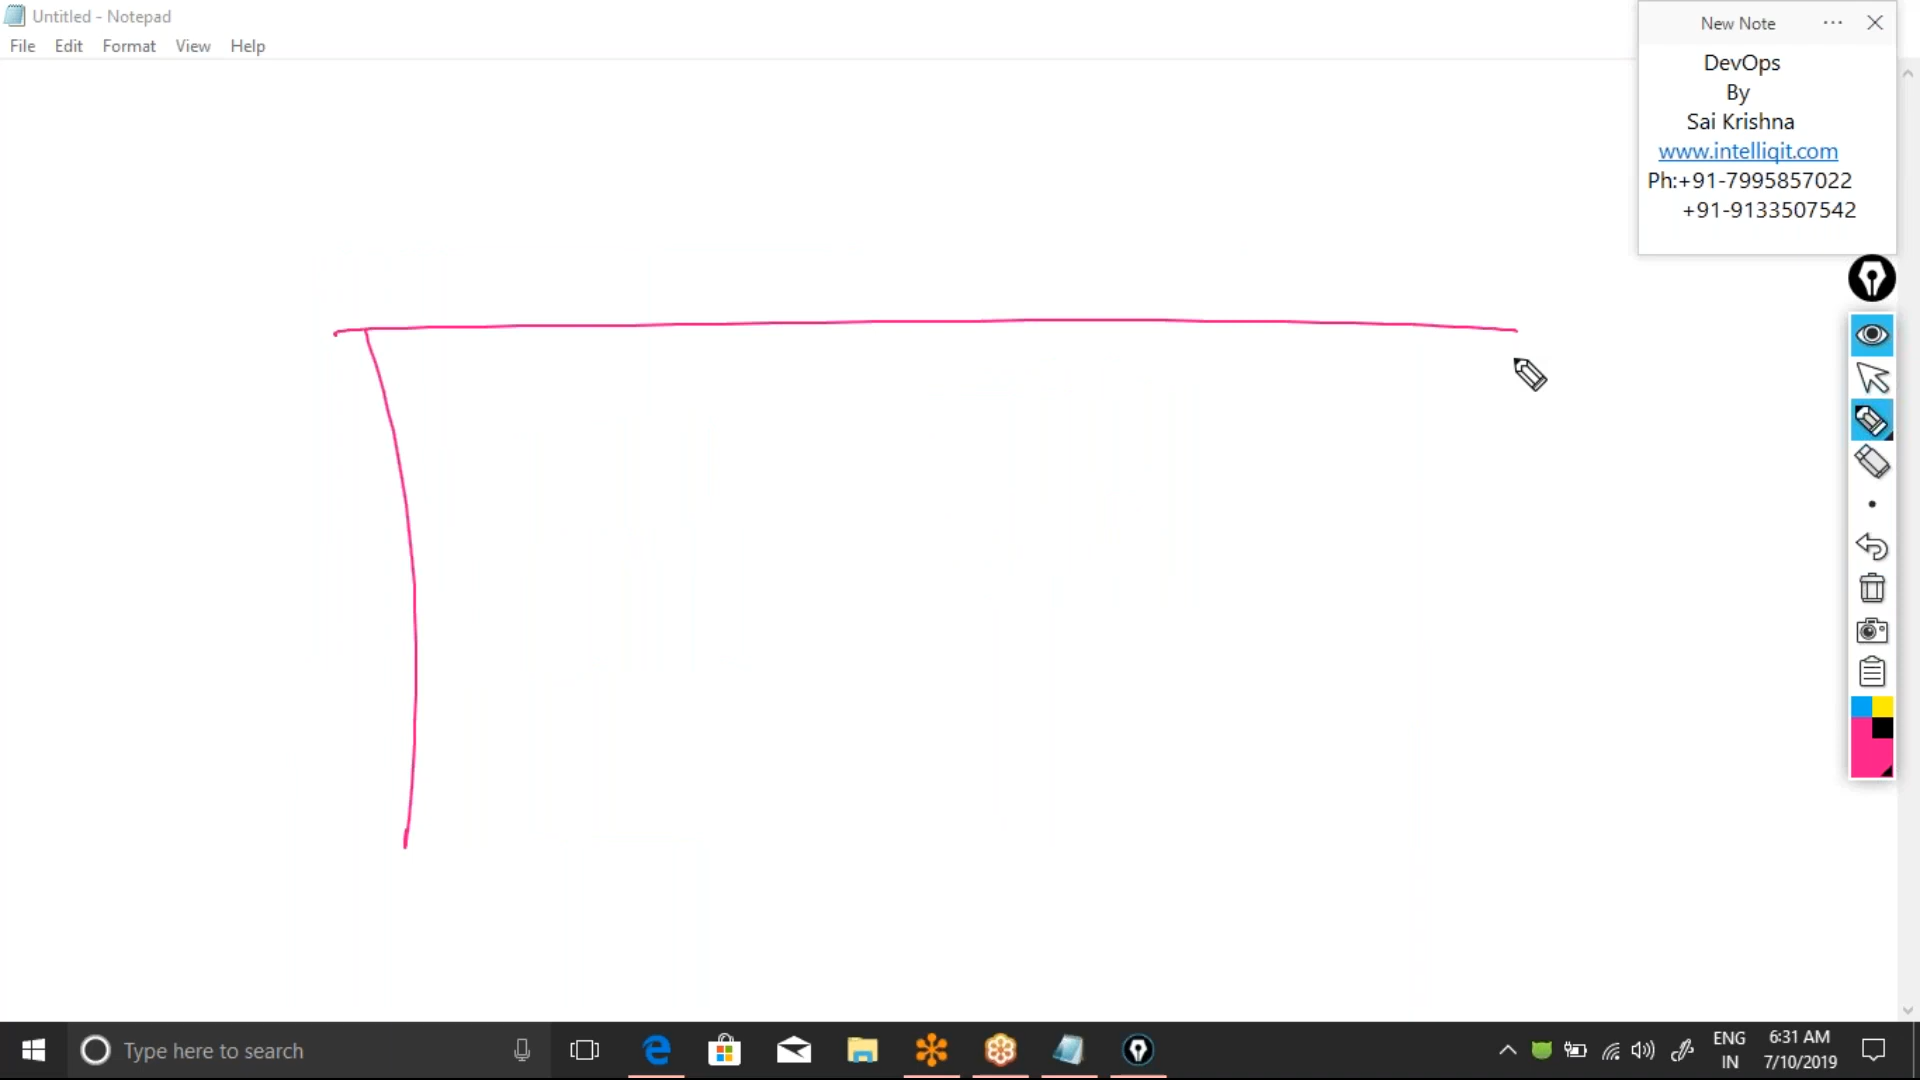 Untitled - Notepad
File Edit Format View Help
New Note
DevOps
By
Sai Krishna
www.intelliqit.com
Ph:+91-7995857022
+91-9133507542
Type here to search
ENG
IN
6:31 AM
7/10/2019